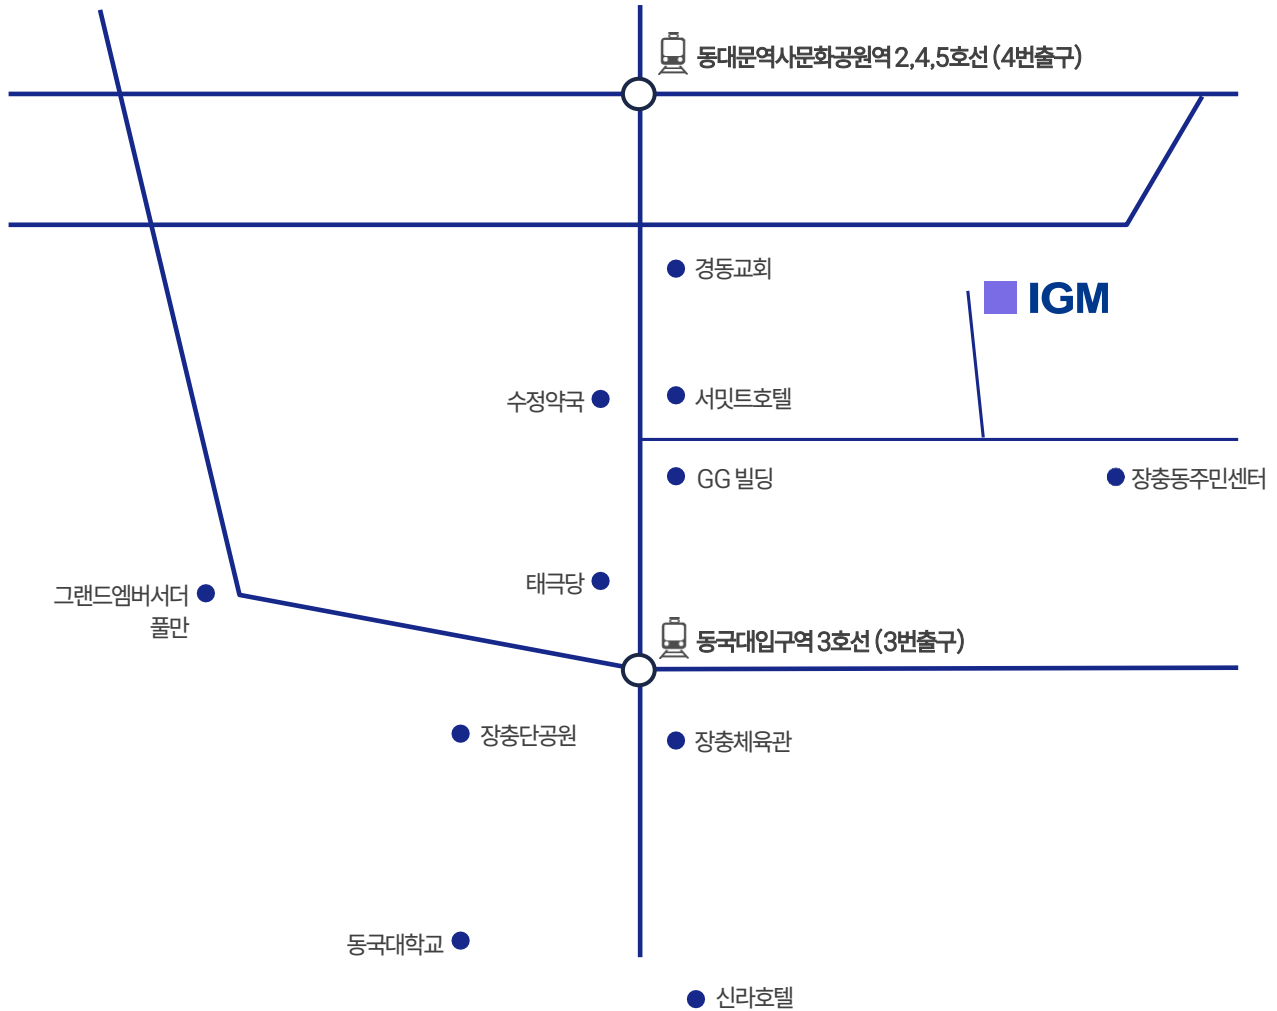 동대문역사문화공원역 2,4,5호선 (4번출구)
경동교회
IGM
수정약국
서밋트호텔
GG 빌딩
장충동주민센터
태극당
그랜드엠버서더
풀만
동국대입구역 3호선 (3번출구)
장충단공원
장충체육관
동국대학교
신라호텔